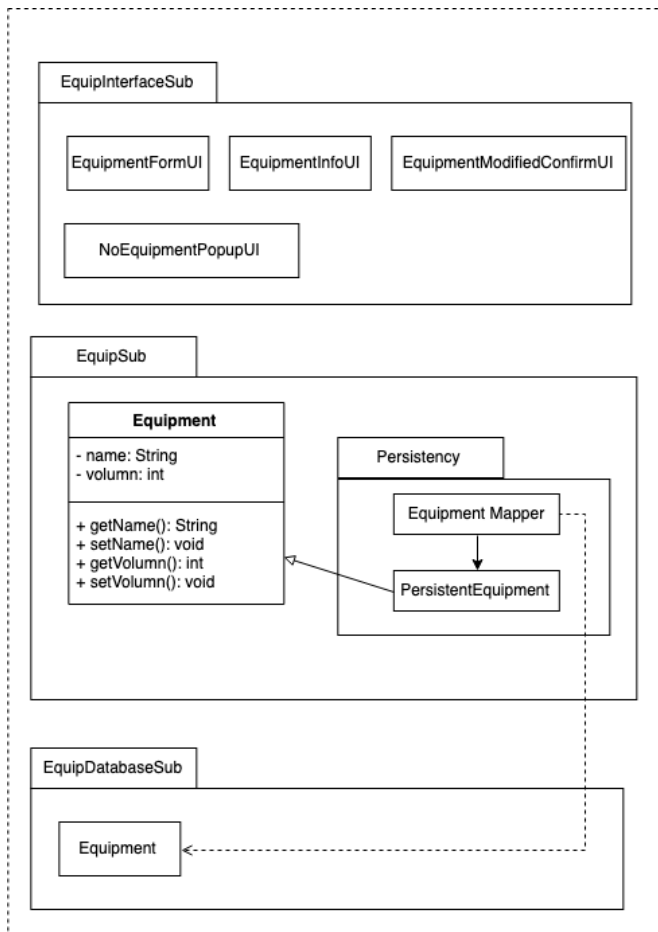 EquipInterfaceSub
EquipmentFormUI
EquipmentInfoUI
EquipmentModifiedConfirmUI
NoEquipmentPopupUI
EquipSub
Equipment
- name: String
- volumn: int
+ getName(): String
+ setName(): void
+ getVolumn(): int
+ setVolumn(): void
Persistency
Equipment Mapper
PersistentEquipment
EquipDatabaseSub
Equipment